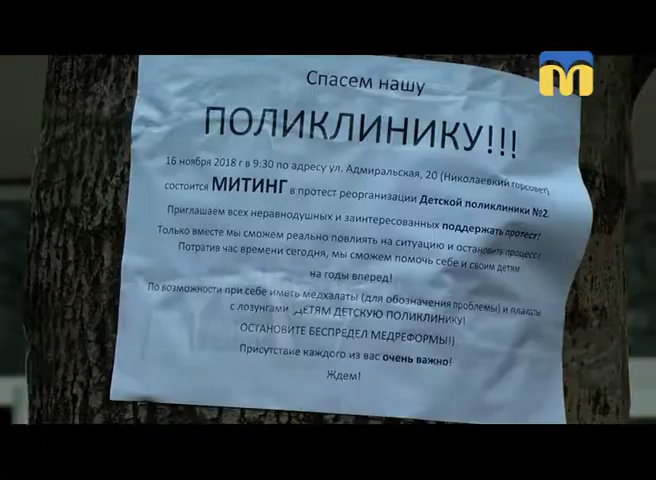 Спасем нашу
ПОЛИКЛИНИКУ!!!
16 ноября 2018 г в 9:30 по адресу ул. Адмиральская, 20 (Николаевкий горсовет)
состоится МИТИНГ в протест реорганизации Детской поликлиники №2.
Приглашаем всех неравнодушных и заинтересованных поддержать протест!
Только вместе мы сможем реально повлиять на ситуацию и остановить процесс!
Потратив час времени сегодня, мы сможем помочь себе и своим детям
на годы вперед!
По возможности при себе иметь медхалаты (для обозначения проблемы) и плакаты
с лозунгами „ДЕТЯМ ДЕТСКУЮ ПОЛИКЛИНИКУ!
ОСТАНОВИТЕ БЕСПРЕДЕЛ МЕДРЕФОРМЫ!)
Присутствие каждого из вас очень важно!
Ждем!
М